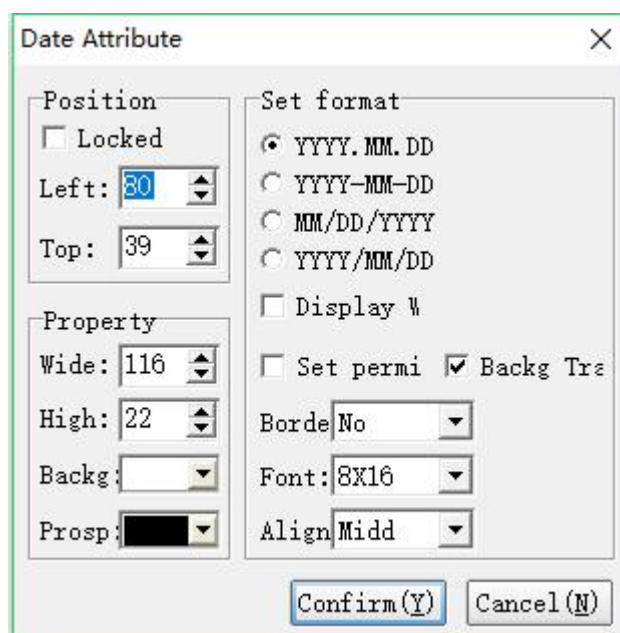 Date Attribute
Position
Locked
Left: 80
Top: 39
Property
Wide: 116
High: 22
Backg:
Prosp:
Set format
YYYY.MM.DD
YYYY-MM-DD
MM/DD/YYYY
YYYY/MM/DD
Display W
Set permi Backg Tra
Borde No
Font: 8X16
Align Midd
Confirm(Y) Cancel(N)